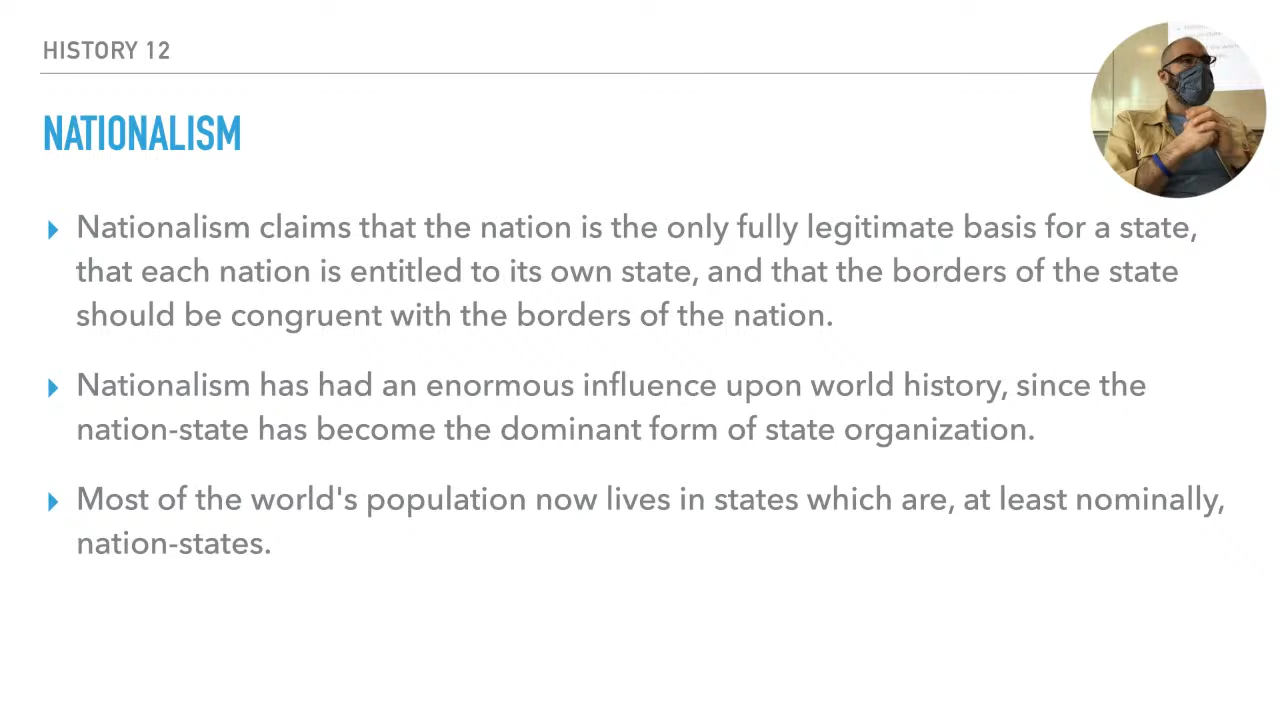 HISTORY 12
NATIONALISM
Nationalism claims that the nation is the only fully legitimate basis for a state,
that each nation is entitled to its own state, and that the borders of the state
should be congruent with the borders of the nation.
Nationalism has had an enormous influence upon world history, since the
nation-state has become the dominant form of state organization.
Most of the world's population now lives in states which are, at least nominally,
nation-states.